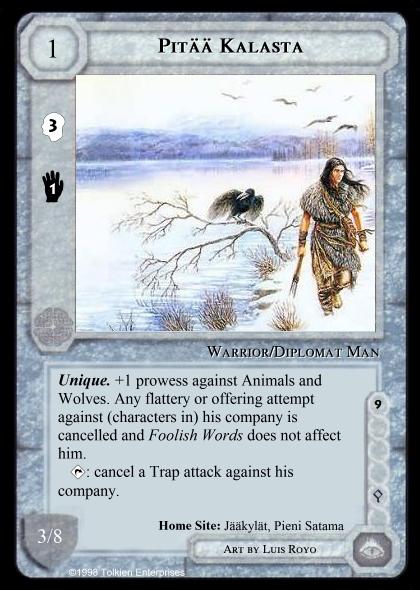 1
Pitää Kalasta
3
1
Warrior/Diplomat Man
Unique. +1 prowess against Animals and
Wolves. Any flattery or offering attempt
against (characters in) his company is
cancelled and Foolish Words does not affect
him.
: cancel a Trap attack against his
company.
9
Home Site: Jääkylät, Pieni Satama
3/8
Art by Luis Royo
©1998 Tolkien Enterprises